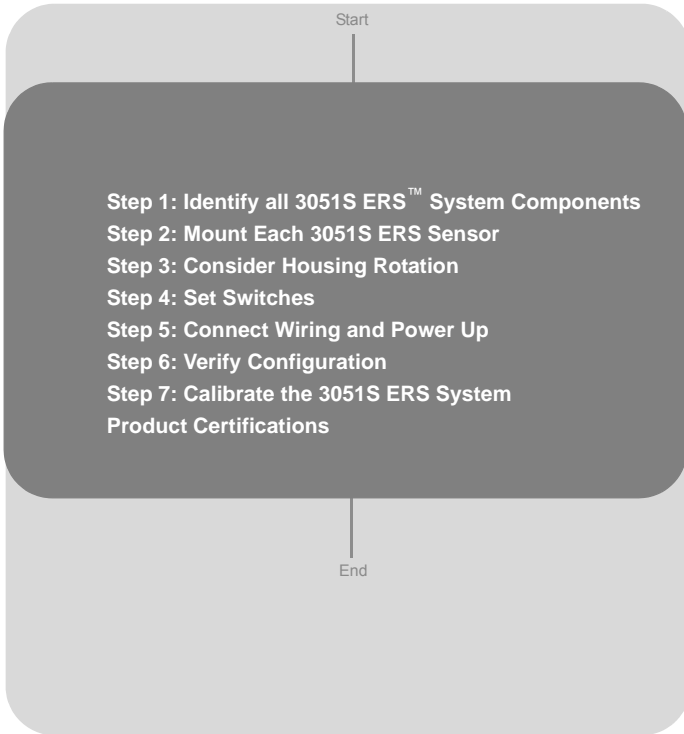 Start
Step 1: Identify all 3051S ERS™ System Components
Step 2: Mount Each 3051S ERS Sensor
Step 3: Consider Housing Rotation
Step 4: Set Switches
Step 5: Connect Wiring and Power Up
Step 6: Verify Configuration
Step 7: Calibrate the 3051S ERS System
Product Certifications
End